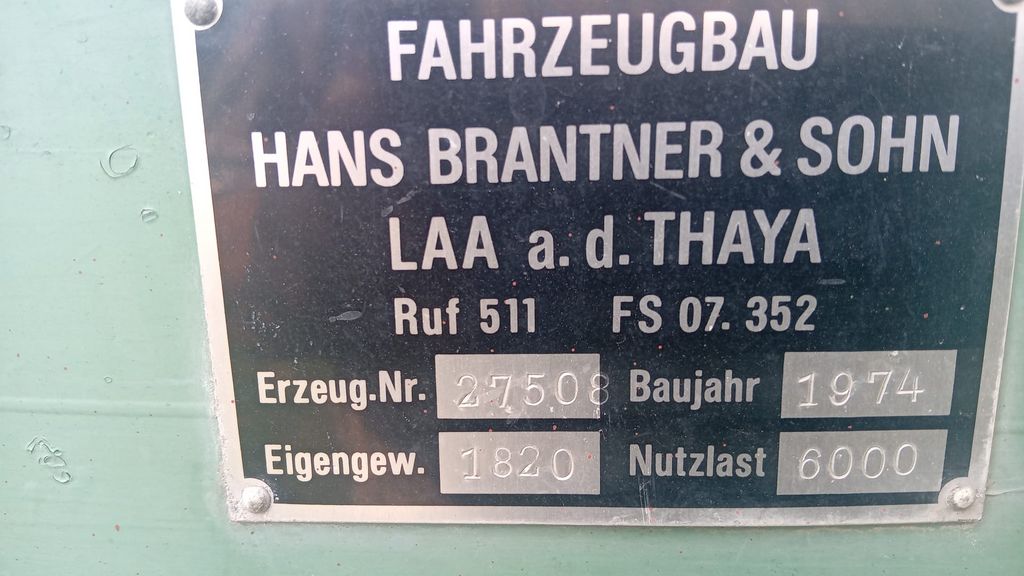 FAHRZEUGBAU
HANS BRANTNER & SOHN
LAA a. d. THAYA
Ruf 511 FS 07. 352
Erzeug.Nr. 27508 Baujahr 1974
Eigengew. 1820 Nutzlast 6000